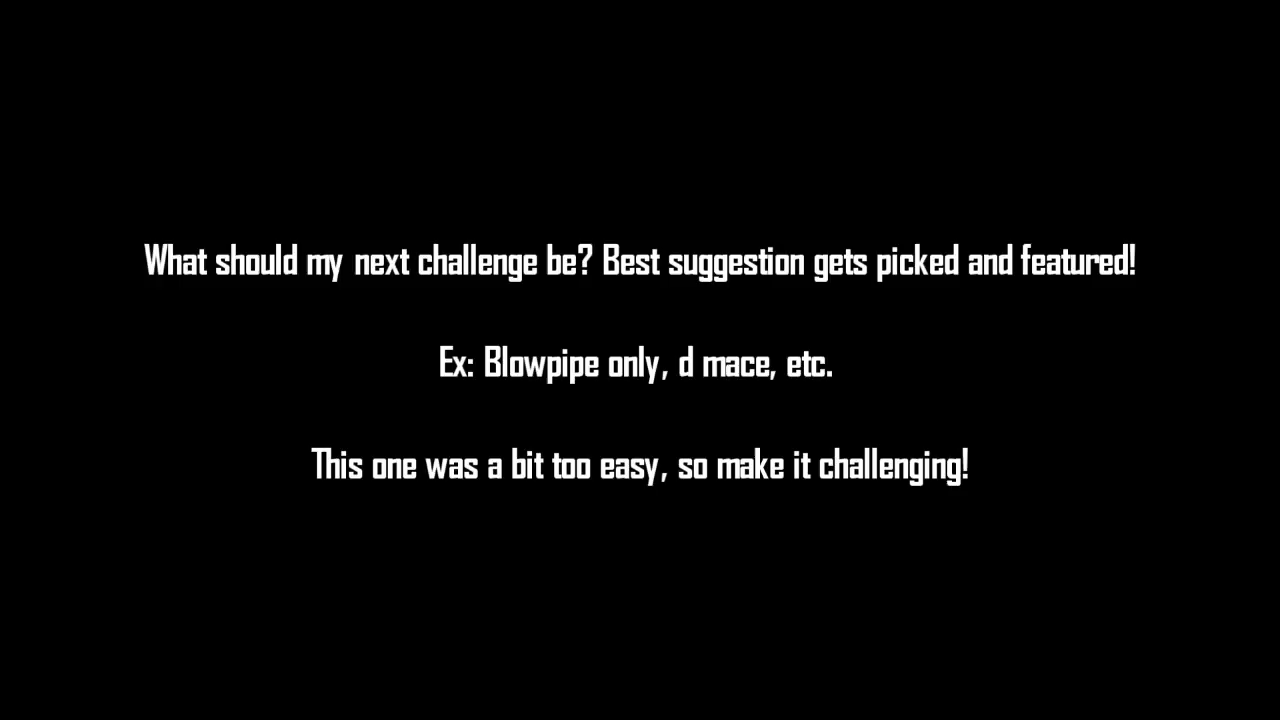 What should my next challenge be? Best suggestion gets picked and featured!
Ex: Blowpipe only, d mace, etc.
This one was a bit too easy, so make it challenging!